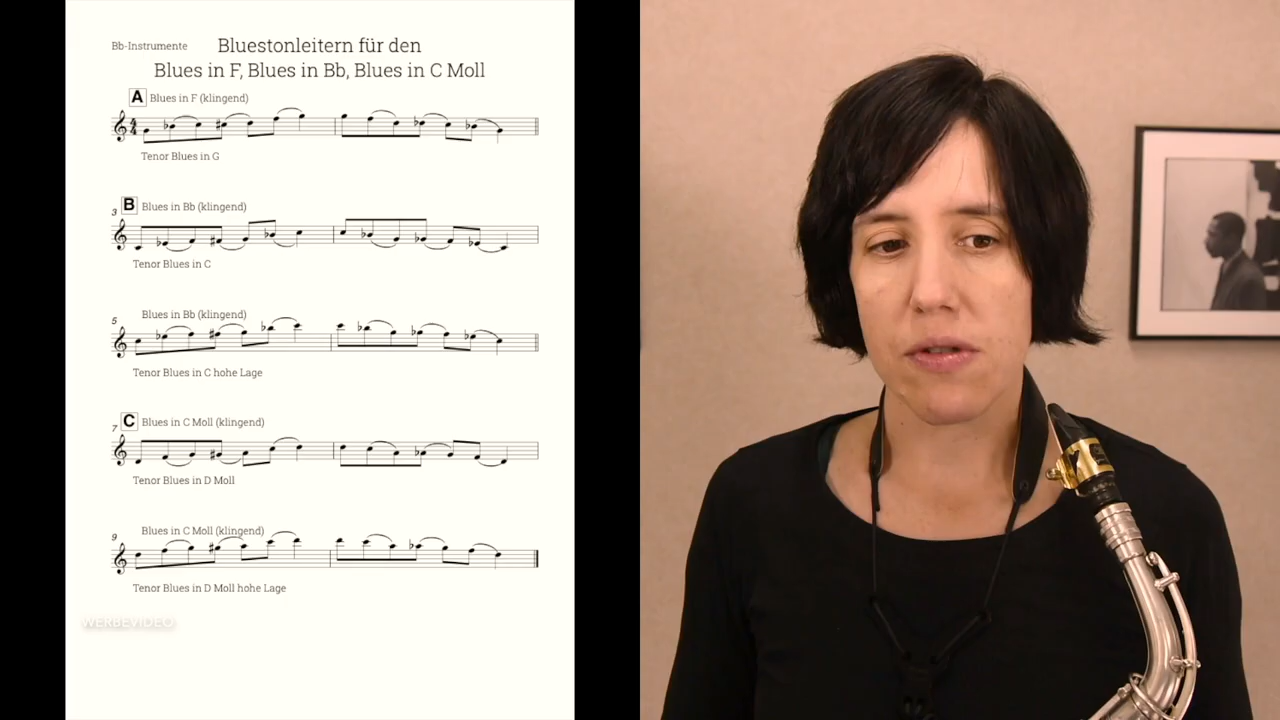 Bb-Instrumente
Bluestonleitern für den
Blues in F, Blues in Bb, Blues in C Moll
A Blues in F (klingend)
Tenor Blues in G
3 B Blues in Bb (klingend)
Tenor Blues in C
5 Blues in Bb (klingend)
Tenor Blues in C hohe Lage
7 C Blues in C Moll (klingend)
Tenor Blues in D Moll
9 Blues in C Moll (klingend)
Tenor Blues in D Moll hohe Lage
WERBEVIDEO